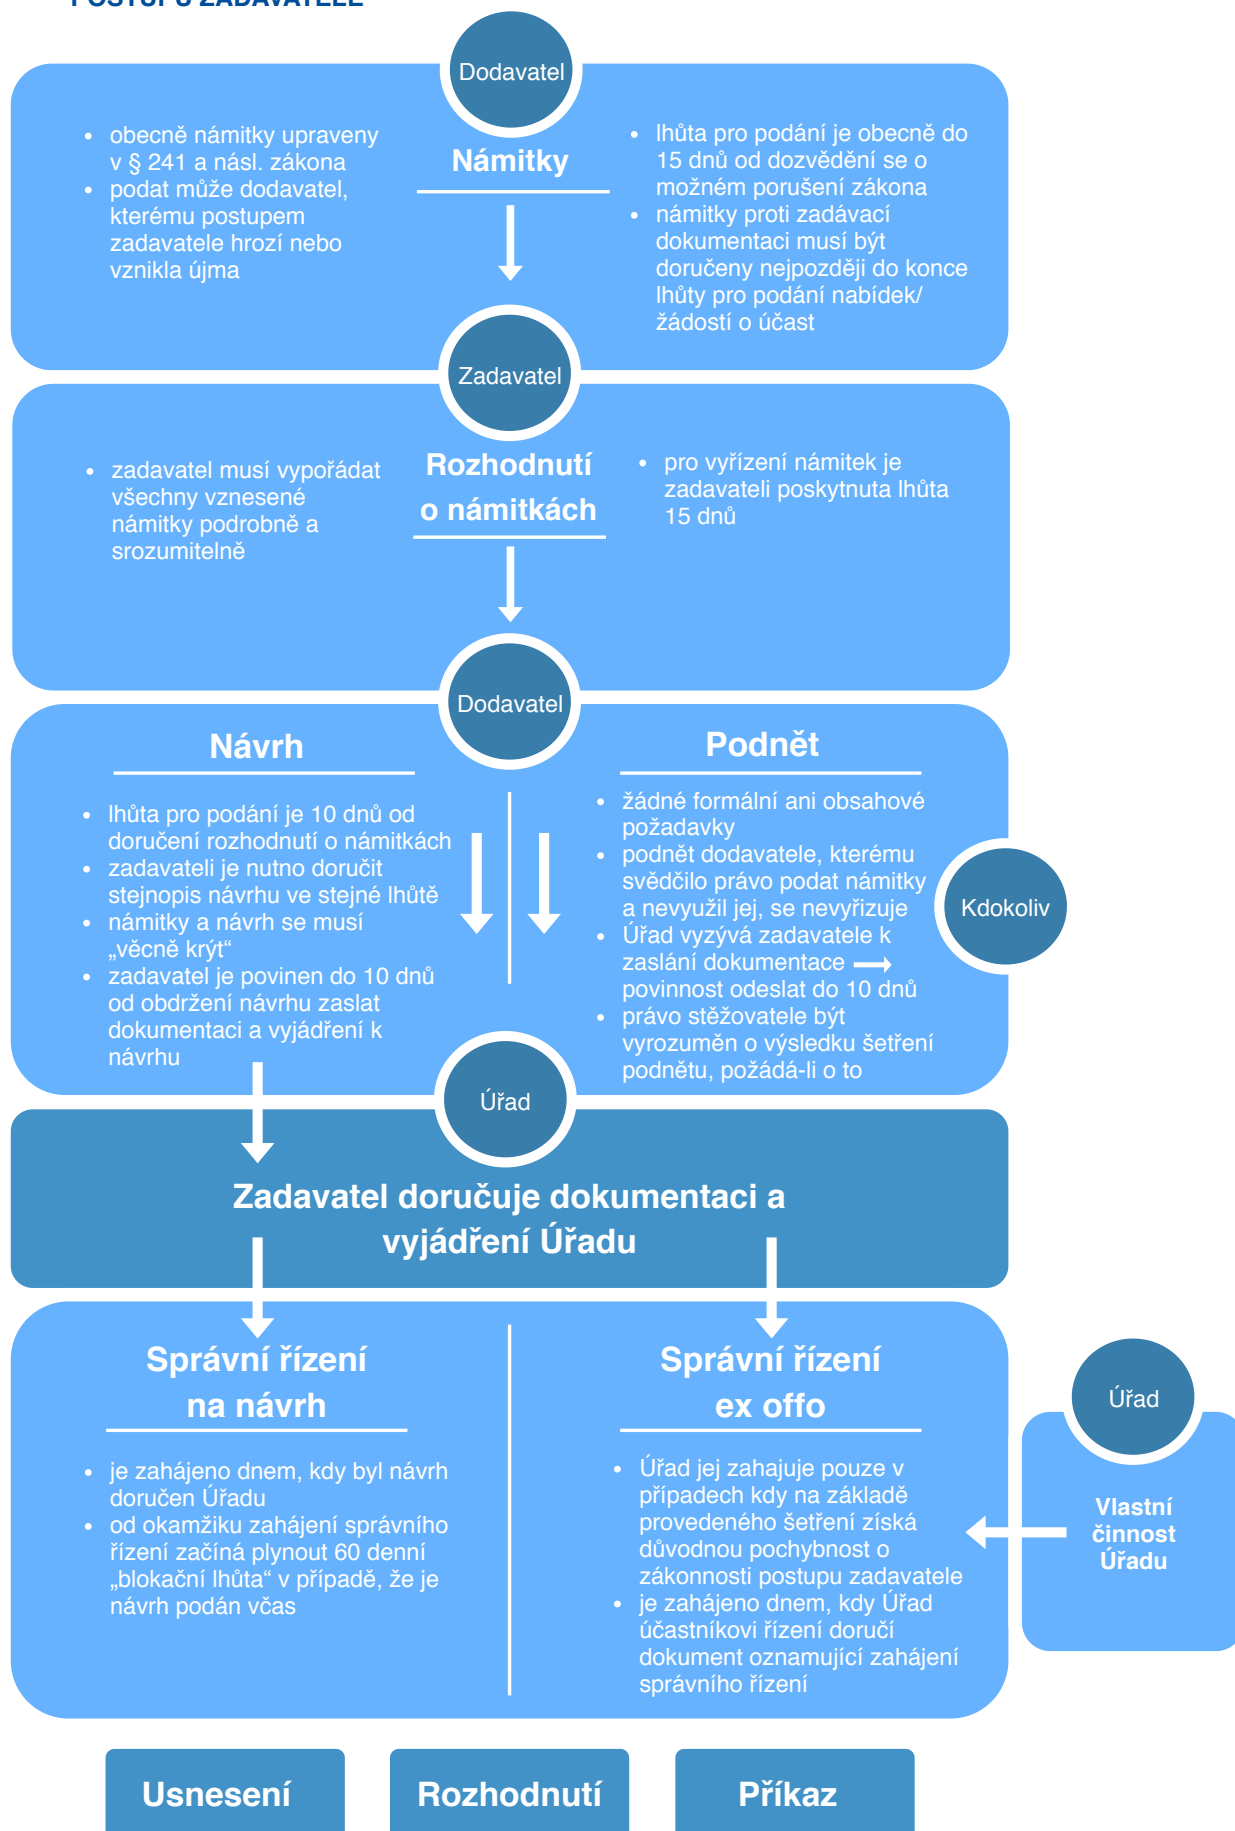 POSTUPU ZADAVATELE
Dodavatel
Námitky
• obecně námitky upraveny
v § 241 a násl. zákona
• podat může dodavatel,
kterému postupem
zadavatele hrozí nebo
vznikla újma
• lhůta pro podání je obecně do
15 dnů od dozvědění se o
možném porušení zákona
• námitky proti zadávací
dokumentaci musí být
doručeny nejpozději do konce
lhůty pro podání nabídek/
žádostí o účast
Zadavatel
Rozhodnutí
o námitkách
• zadavatel musí vypořádat
všechny vznesené
námitky podrobně a
srozumitelně
• pro vyřízení námitek je
zadavateli poskytnuta lhůta
15 dnů
Dodavatel
Návrh
• lhůta pro podání je 10 dnů od
doručení rozhodnutí o námitkách
• zadavateli je nutno doručit
stejnopis návrhu ve stejné lhůtě
• námitky a návrh se musí
„věcně krýt“
• zadavatel je povinen do 10 dnů
od obdržení návrhu zaslat
dokumentaci a vyjádření k
návrhu
Podnět
• žádné formální ani obsahové
požadavky
• podnět dodavatele, kterému
svědčilo právo podat námitky
a nevyužil jej, se nevyřizuje
• Úřad vyzývá zadavatele k
zaslání dokumentace
povinnost odeslat do 10 dnů
• právo stěžovatele být
vyrozuměn o výsledku šetření
podnětu, požádá-li o to
Kdokoliv
Úřad
Zadavatel doručuje dokumentaci a
vyjádření Úřadu
Správní řízení
na návrh
• je zahájeno dnem, kdy byl návrh
doručen Úřadu
• od okamžiku zahájení správního
řízení začíná plynout 60 denní
„blokační lhůta“ v případě, že je
návrh podán včas
Správní řízení
ex offo
• Úřad jej zahajuje pouze v
případech kdy na základě
provedeného šetření získá
důvodnou pochybnost o
zákonnosti postupu zadavatele
• je zahájeno dnem, kdy Úřad
účastníkovi řízení doručí
dokument oznamující zahájení
správního řízení
Úřad
Vlastní
činnost
Úřadu
Usnesení
Rozhodnutí
Příkaz